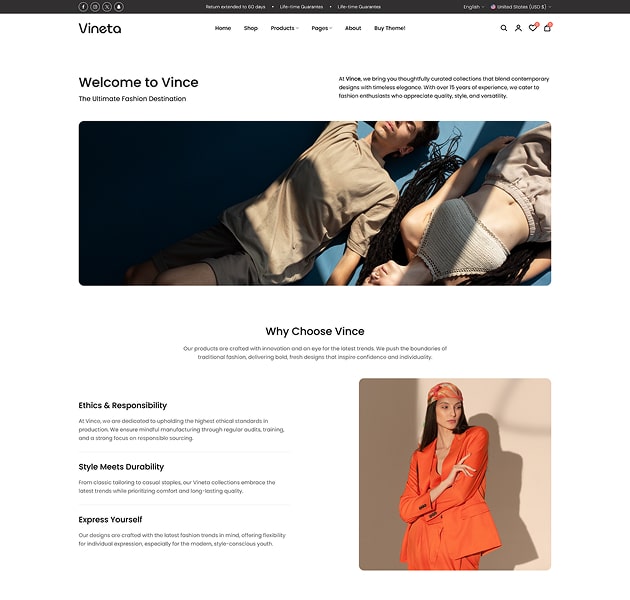 Return extended to 60 days • Life-time Guarantes • Life-time Guarantes
English
United States (USD $)
Vineta
Home Shop Products Pages About Buy Theme!
Welcome to Vince
The Ultimate Fashion Destination
At Vince, we bring you thoughtfully curated collections that blend contemporary
designs with timeless elegance. With over 15 years of experience, we cater to
fashion enthusiasts who appreciate quality, style, and versatility.
Why Choose Vince
Our products are crafted with innovation and an eye for the latest trends. We push the boundaries of
traditional fashion, delivering bold, fresh designs that inspire confidence and individuality.
Ethics & Responsibility
At Vince, we are dedicated to upholding the highest ethical standards in
production. We ensure mindful manufacturing through regular audits, training,
and a strong focus on responsible sourcing.
Style Meets Durability
From classic tailoring to casual staples, our Vineta collections embrace the
latest trends while prioritizing comfort and long-lasting quality.
Express Yourself
Our designs are crafted with the latest fashion trends in mind, offering flexibility
for individual expression, especially for the modern, style-conscious youth.